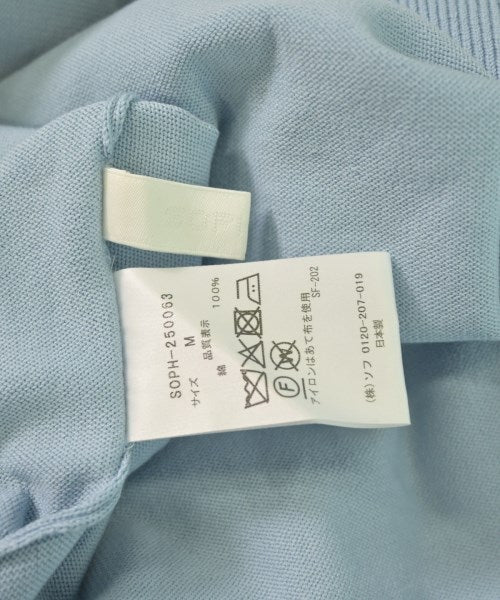 SOPH-250063
サイズ M
品質表示
綿 100%
アイロンはあて布を使用
SF-202
(株)ソフ 0120-207-019
日本製